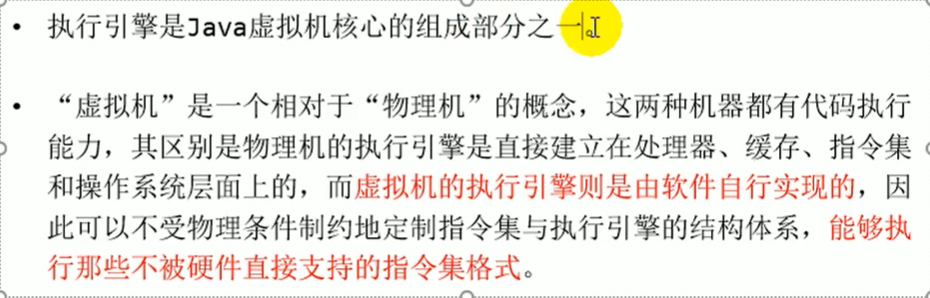 • 执行引擎是Java虚拟机核心的组成部分之一。
• “虚拟机”是一个相对于“物理机”的概念，这两种机器都有代码执行
能力，其区别是物理机的执行引擎是直接建立在处理器、缓存、指令集
和操作系统层面上的，而虚拟机的执行引擎则是由软件自行实现的，因
此可以不受物理条件制约地定制指令集与执行引擎的结构体系，能够执
行那些不被硬件直接支持的指令集格式。